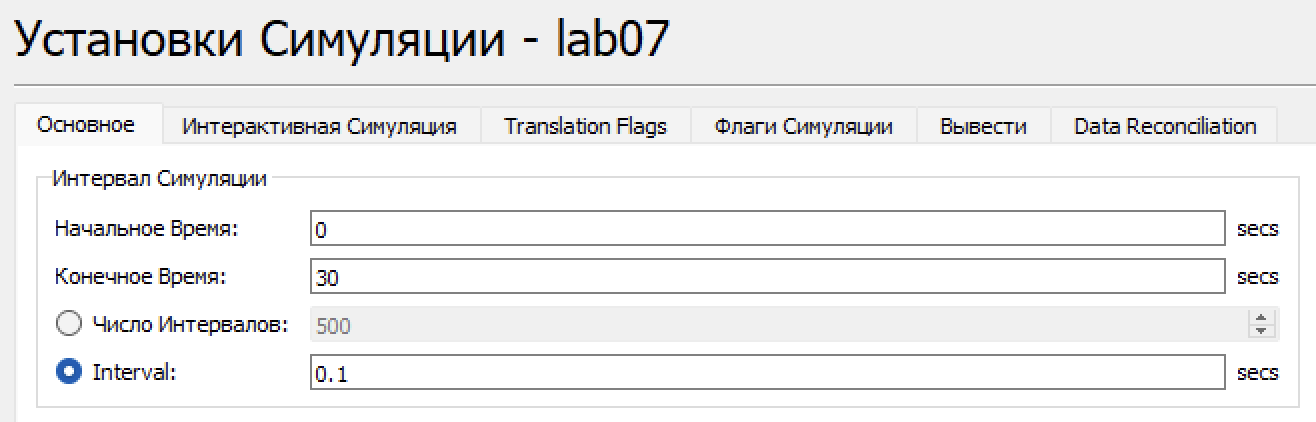 Установки Симуляции - lab07
Основное Интерактивная Симуляция Translation Flags Флаги Симуляции Вывести Data Reconciliation
Интервал Симуляции
Начальное Время: 0 secs
Конечное Время: 30 secs
Число Интервалов: 500
Interval: 0.1 secs